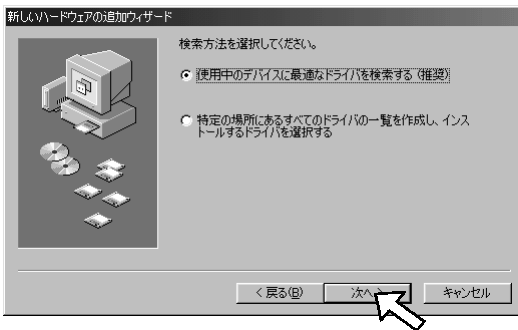 新しいハードウェアの追加ウィザード
検索方法を選択してください。
使用中のデバイスに最適なドライバを検索する (推奨)
特定の場所にあるすべてのドライバの一覧を作成し、インス
トールするドライバを選択する
< 戻る(B)
次へ >
キャンセル